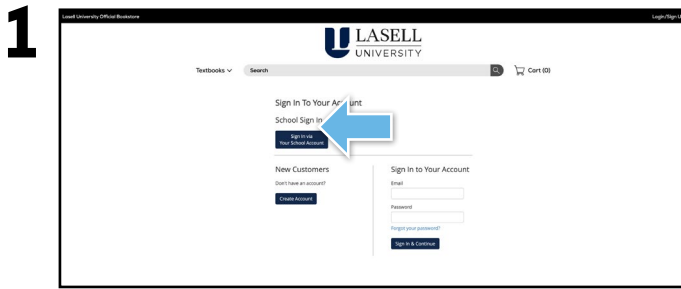 1
Lasell University Official Bookstore
Login/Sign U
LASELL
UNIVERSITY
Textbooks
Search
Cart (0)
Sign In To Your Account
School Sign In
Sign In via
Your School Account
New Customers
Don't have an account?
Create Account
Sign In to Your Account
Email
Password
Forgot your password?
Sign In & Continue